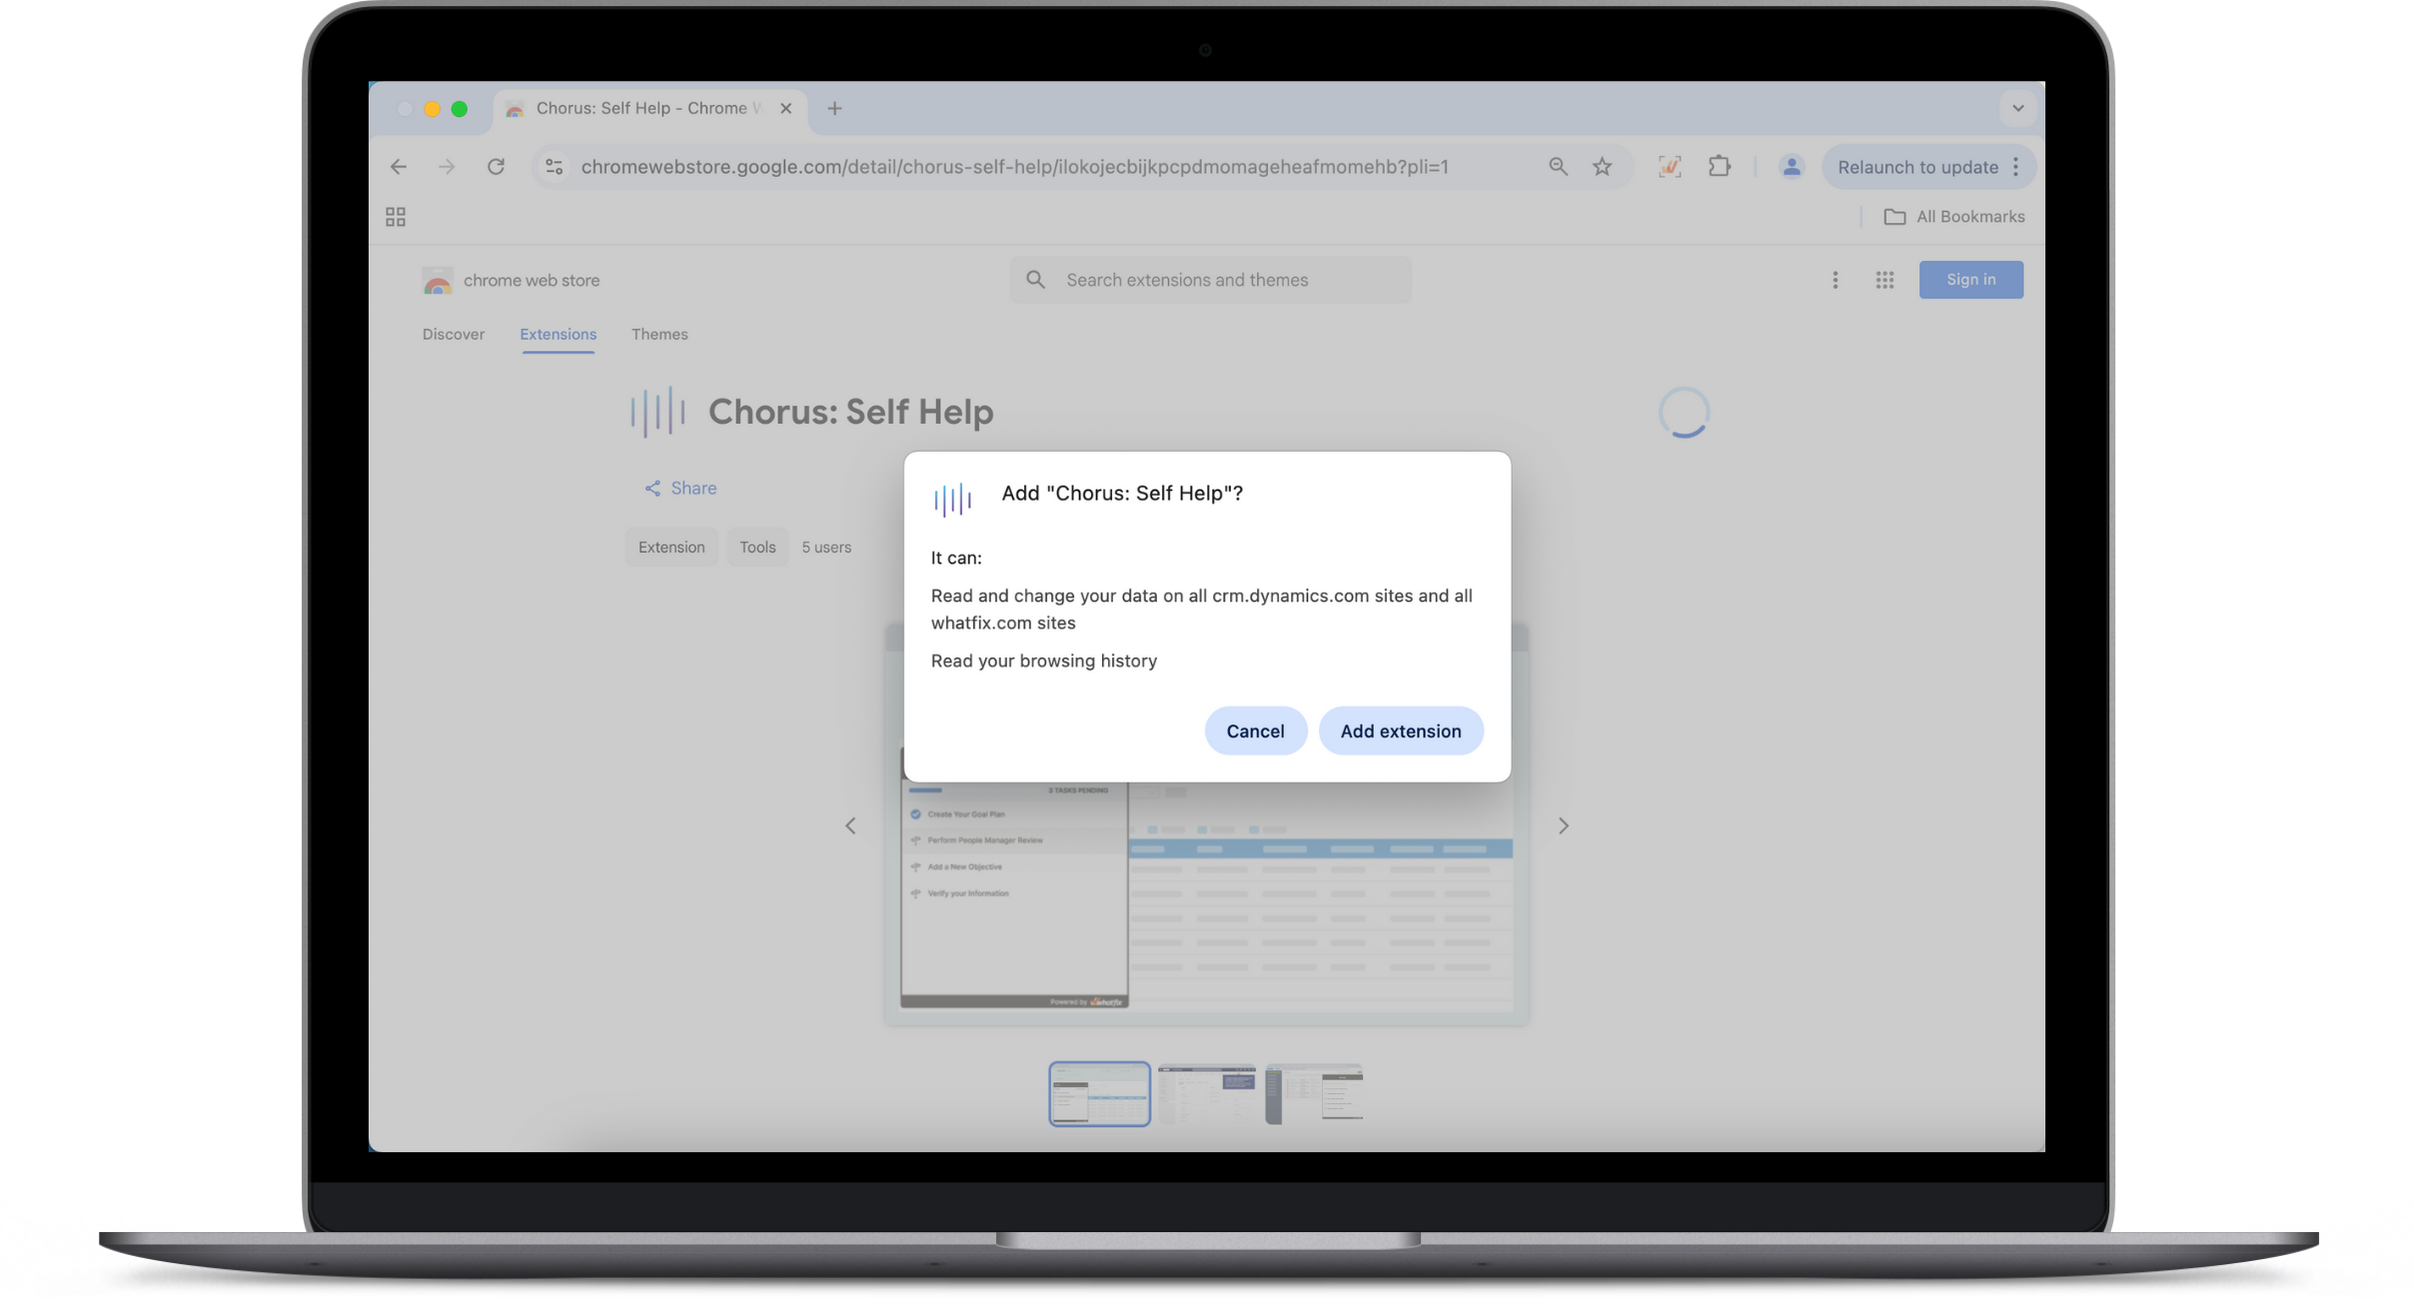 Chorus: Self Help - Chrome W
chromewebstore.google.com/detail/chorus-self-help/ilokojecbijkpcpdmomageheafmomehb?pli=1
Relaunch to update
All Bookmarks
chrome web store
Search extensions and themes
Sign in
Discover
Extensions
Themes
Chorus: Self Help
Share
Extension
Tools
5 users
Add "Chorus: Self Help"?
It can:
Read and change your data on all crm.dynamics.com sites and all
whatfix.com sites
Read your browsing history
Cancel
Add extension
3 TASKS PENDING
Create Your Goal Plan
Perform People Manager Review
Add a New Objective
Verify your Information
Powered by whatfix